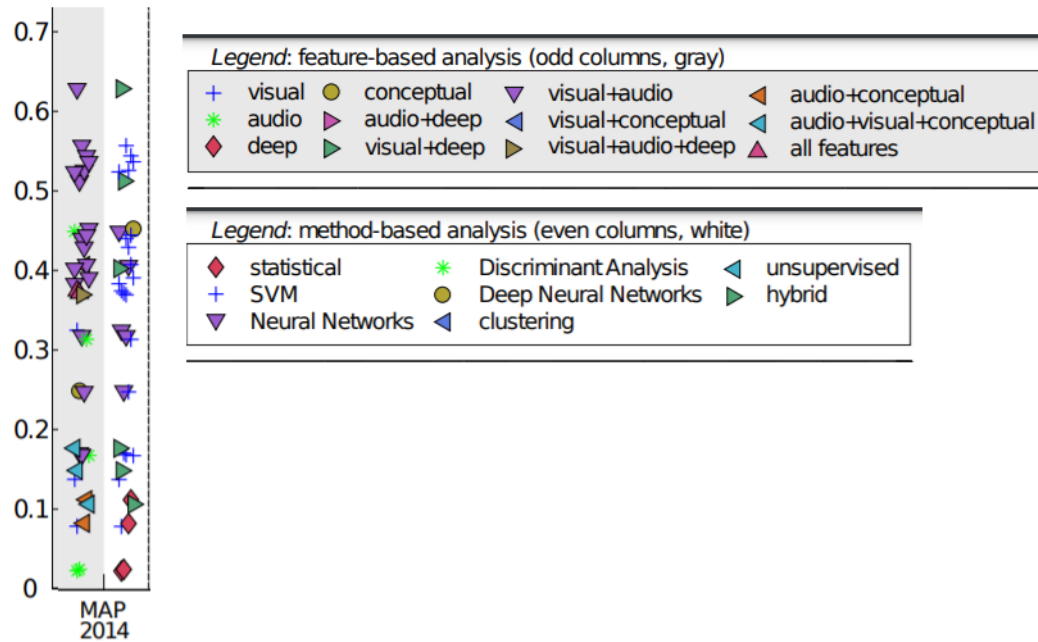 0.7
0.6
0.5
0.4
0.3
0.2
0.1
0
MAP
2014
Legend: feature-based analysis (odd columns, gray)
visual conceptual visual+audio audio+conceptual
audio audio+deep visual+conceptual audio+visual+conceptual
deep visual+deep visual+audio+deep all features
Legend: method-based analysis (even columns, white)
statistical Discriminant Analysis unsupervised
SVM Deep Neural Networks hybrid
Neural Networks clustering